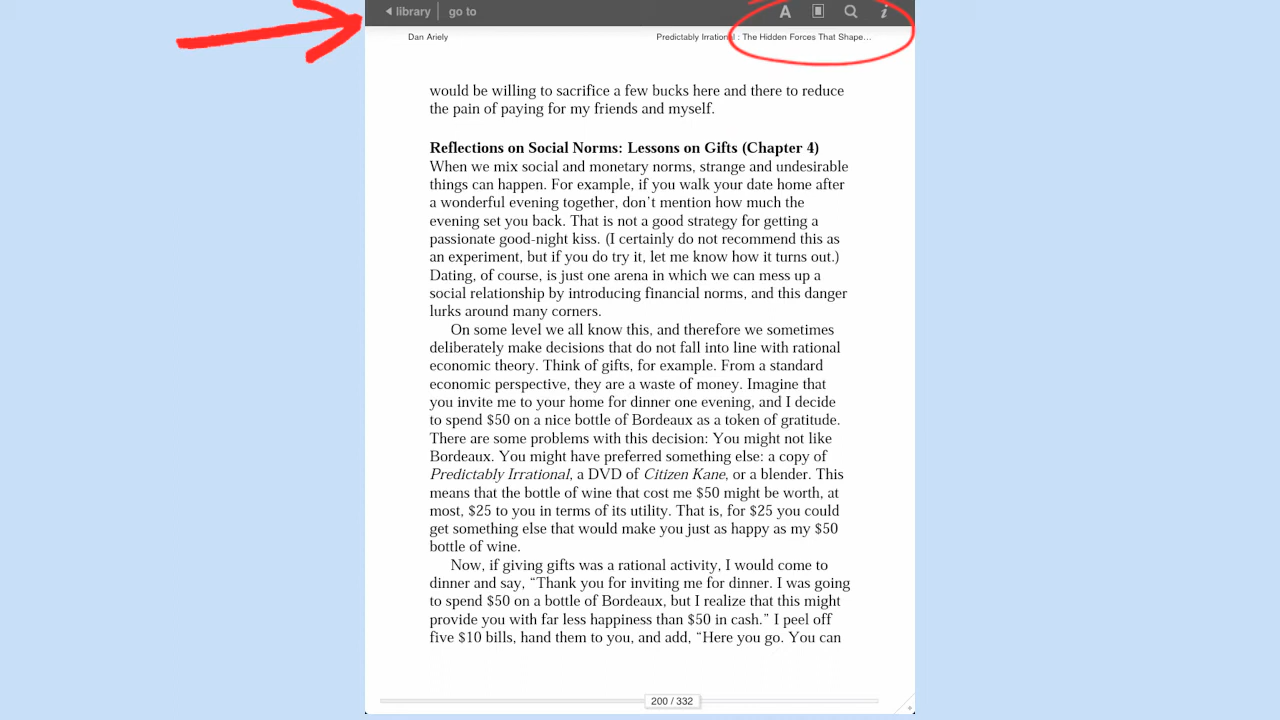 library go to A i
Dan Ariely Predictably Irrational : The Hidden Forces That Shape...
would be willing to sacrifice a few bucks here and there to reduce
the pain of paying for my friends and myself.
Reflections on Social Norms: Lessons on Gifts (Chapter 4)
When we mix social and monetary norms, strange and undesirable
things can happen. For example, if you walk your date home after
a wonderful evening together, don’t mention how much the
evening set you back. That is not a good strategy for getting a
passionate good-night kiss. (I certainly do not recommend this as
an experiment, but if you do try it, let me know how it turns out.)
Dating, of course, is just one arena in which we can mess up a
social relationship by introducing financial norms, and this danger
lurks around many corners.
On some level we all know this, and therefore we sometimes
deliberately make decisions that do not fall into line with rational
economic theory. Think of gifts, for example. From a standard
economic perspective, they are a waste of money. Imagine that
you invite me to your home for dinner one evening, and I decide
to spend $50 on a nice bottle of Bordeaux as a token of gratitude.
There are some problems with this decision: You might not like
Bordeaux. You might have preferred something else: a copy of
Predictably Irrational, a DVD of Citizen Kane, or a blender. This
means that the bottle of wine that cost me $50 might be worth, at
most, $25 to you in terms of its utility. That is, for $25 you could
get something else that would make you just as happy as my $50
bottle of wine.
Now, if giving gifts was a rational activity, I would come to
dinner and say, “Thank you for inviting me for dinner. I was going
to spend $50 on a bottle of Bordeaux, but I realize that this might
provide you with far less happiness than $50 in cash.” I peel off
five $10 bills, hand them to you, and add, “Here you go. You can
200 / 332